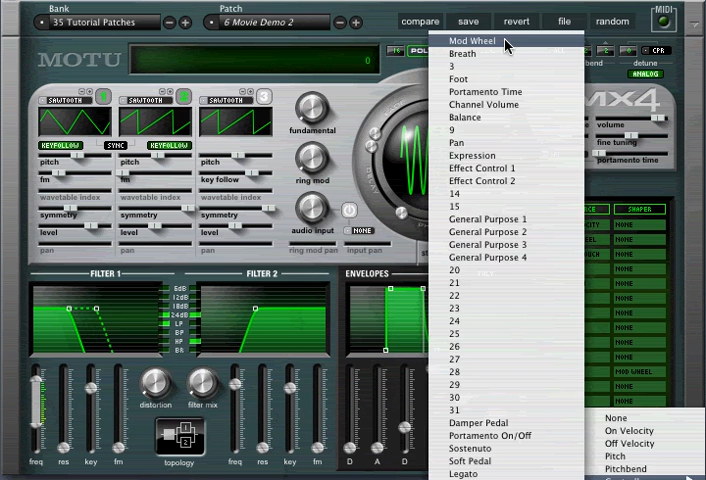 Bank
35 Tutorial Patches
Patch
6 Movie Demo 2
compare
save
revert
file
random
MIDI
MOTU
0
16
2
0
CPR
bend
detune
ANALOG
MX4
SAWTOOTH
1
SAWTOOTH
2
SAWTOOTH
3
KEYFOLLOW
SYNC
KEYFOLLOW
pitch
pitch
pitch
fm
fm
key follow
wavetable index
wavetable index
wavetable index
symmetry
symmetry
symmetry
level
level
level
pan
pan
pan
fundamental
ring mod
audio input
NONE
ring mod pan
input pan
volume
fine tuning
portamento time
FILTER 1
FILTER 2
ENVELOPES
6dB
12dB
18dB
24dB
LP
BP
HP
BR
freq
res
key
fm
distortion
filter mix
topology
freq
res
key
fm
D
A
D
SHAPER
NONE
NONE
NONE
NONE
NONE
NONE
NONE
MOD WHEEL
NONE
NONE
Mod Wheel
Breath
3
Foot
Portamento Time
Channel Volume
Balance
9
Pan
Expression
Effect Control 1
Effect Control 2
14
15
General Purpose 1
General Purpose 2
General Purpose 3
General Purpose 4
20
21
22
23
24
25
26
27
28
29
30
31
Damper Pedal
Portamento On/Off
Sostenuto
Soft Pedal
Legato
None
On Velocity
Off Velocity
Pitch
Pitchbend